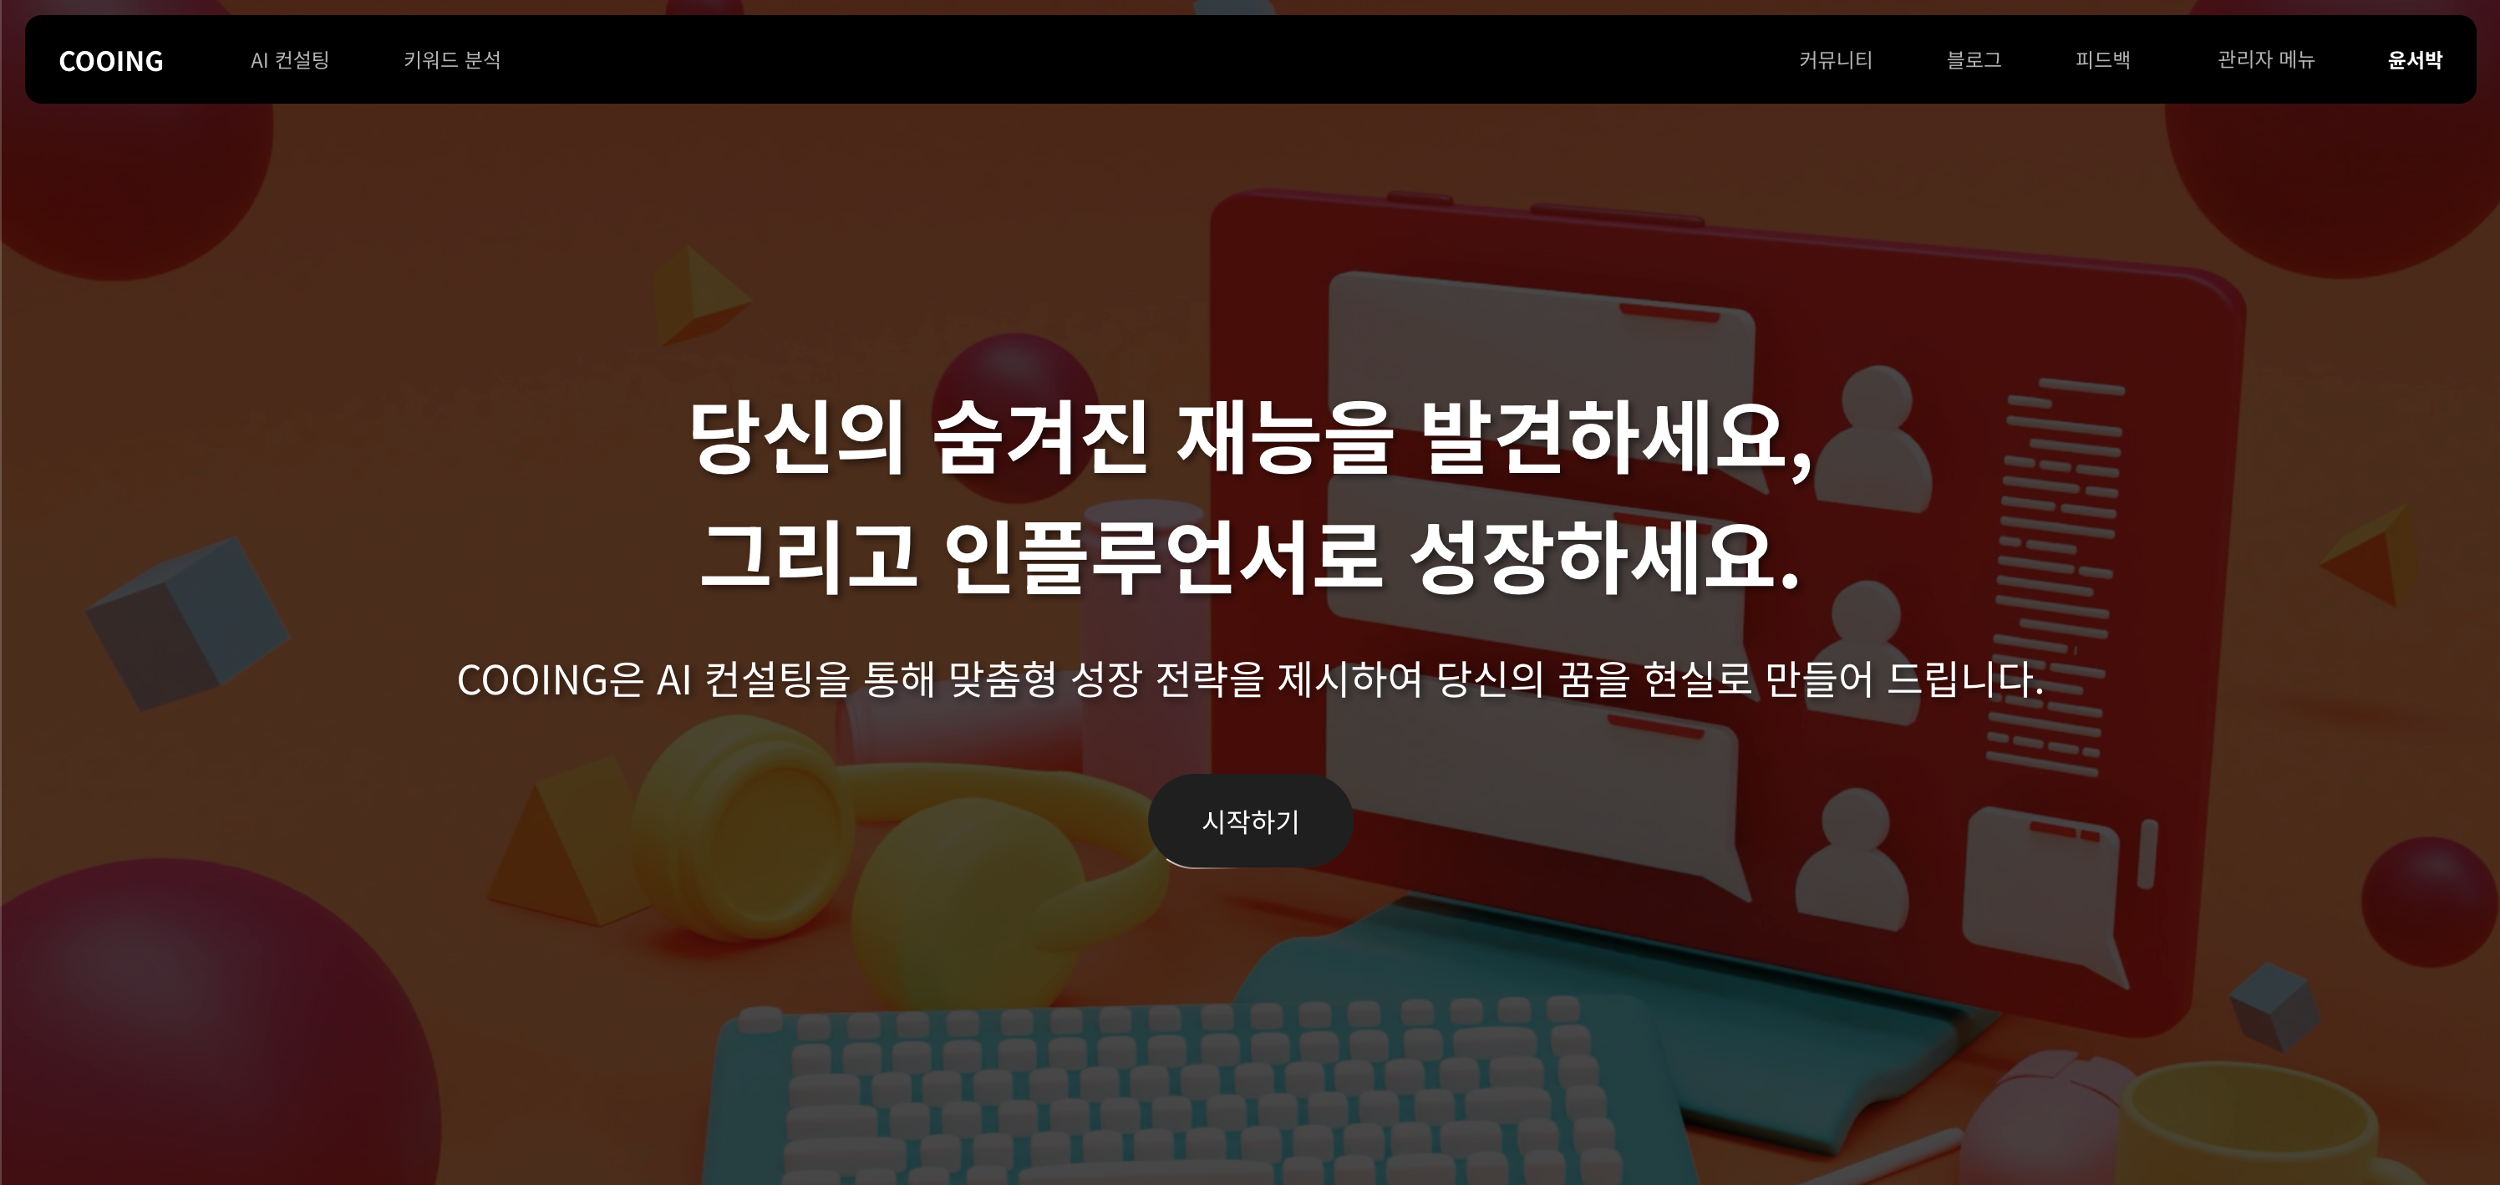 COOING AI 컨설팅 키워드 분석 커뮤니티 블로그 피드백 관리자 메뉴 윤서박
당신의 숨겨진 재능을 발견하세요,
그리고 인플루언서로 성장하세요.
COOING은 AI 컨설팅을 통해 맞춤형 성장 전략을 제시하여 당신의 꿈을 현실로 만들어 드립니다.
시작하기